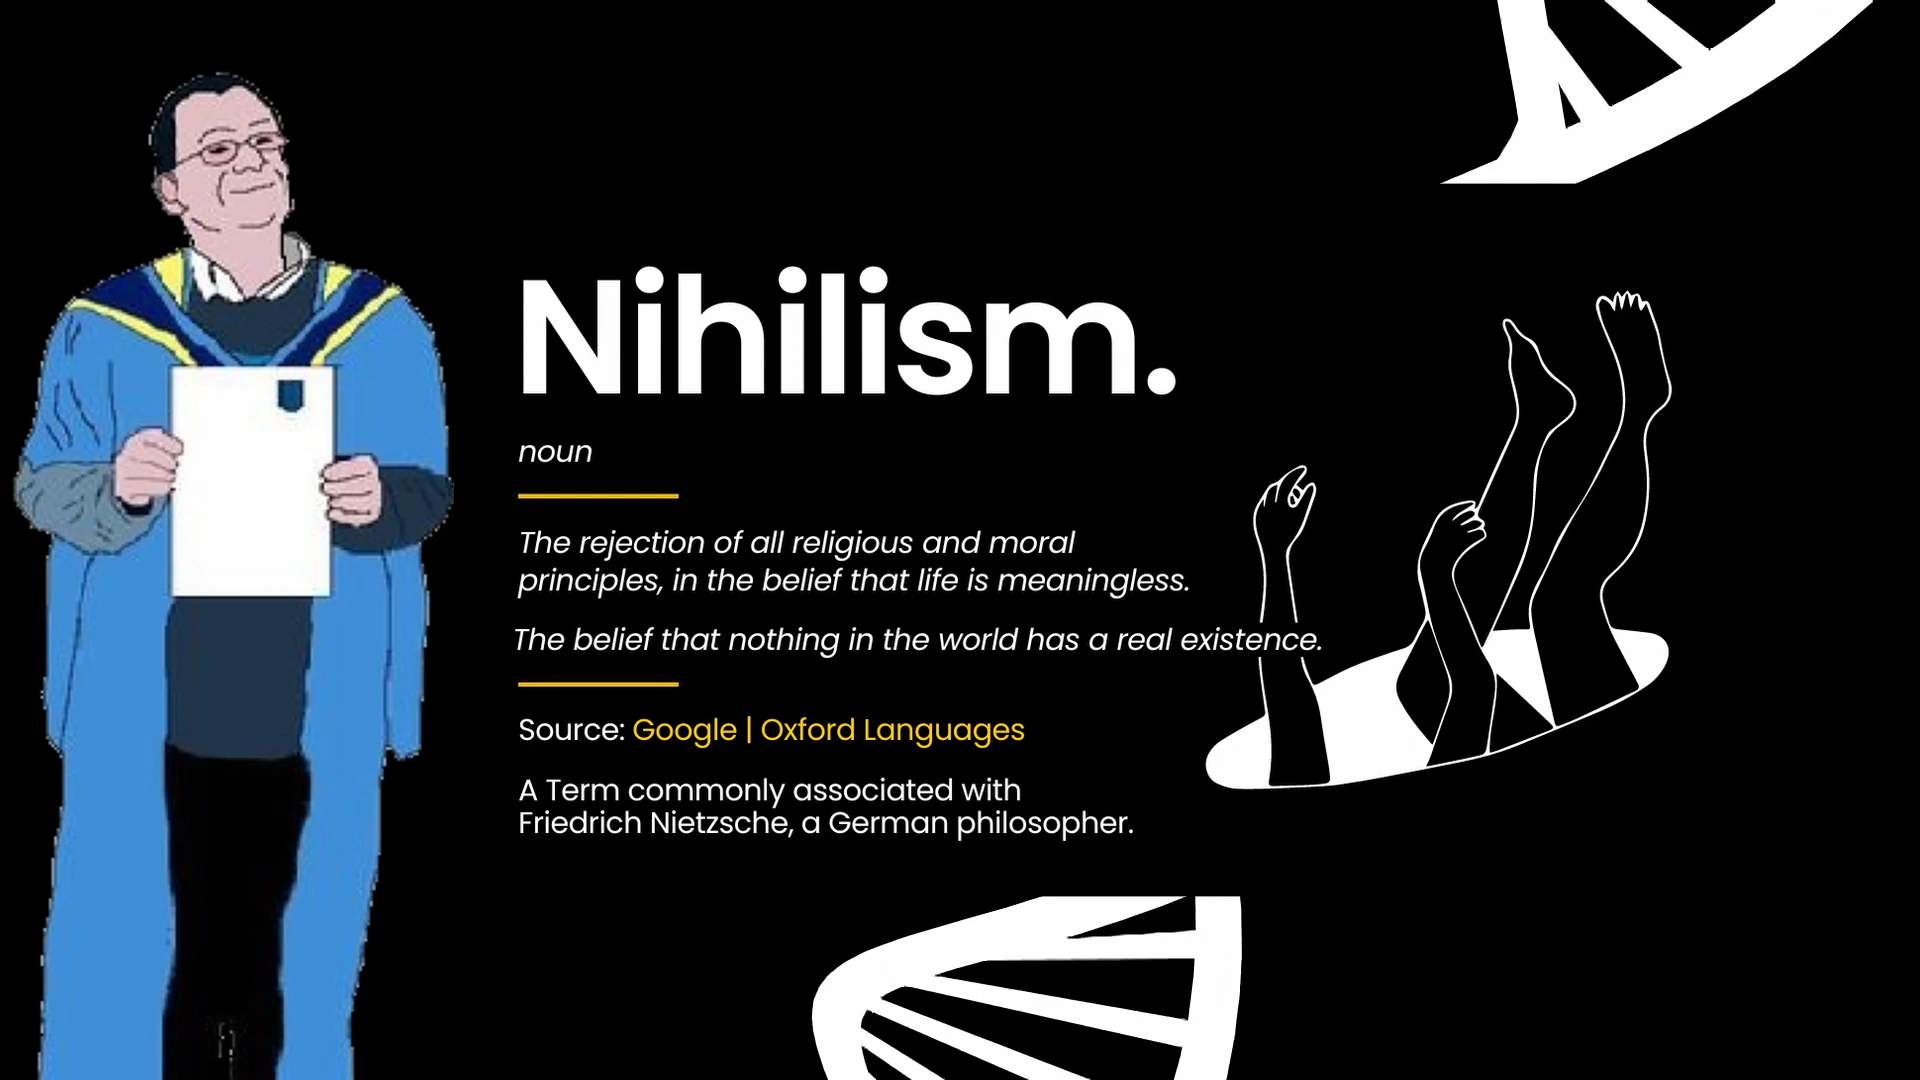 Nihilism.
noun
The rejection of all religious and moral
principles, in the belief that life is meaningless.
The belief that nothing in the world has a real existence.
Source: Google | Oxford Languages
A Term commonly associated with
Friedrich Nietzsche, a German philosopher.